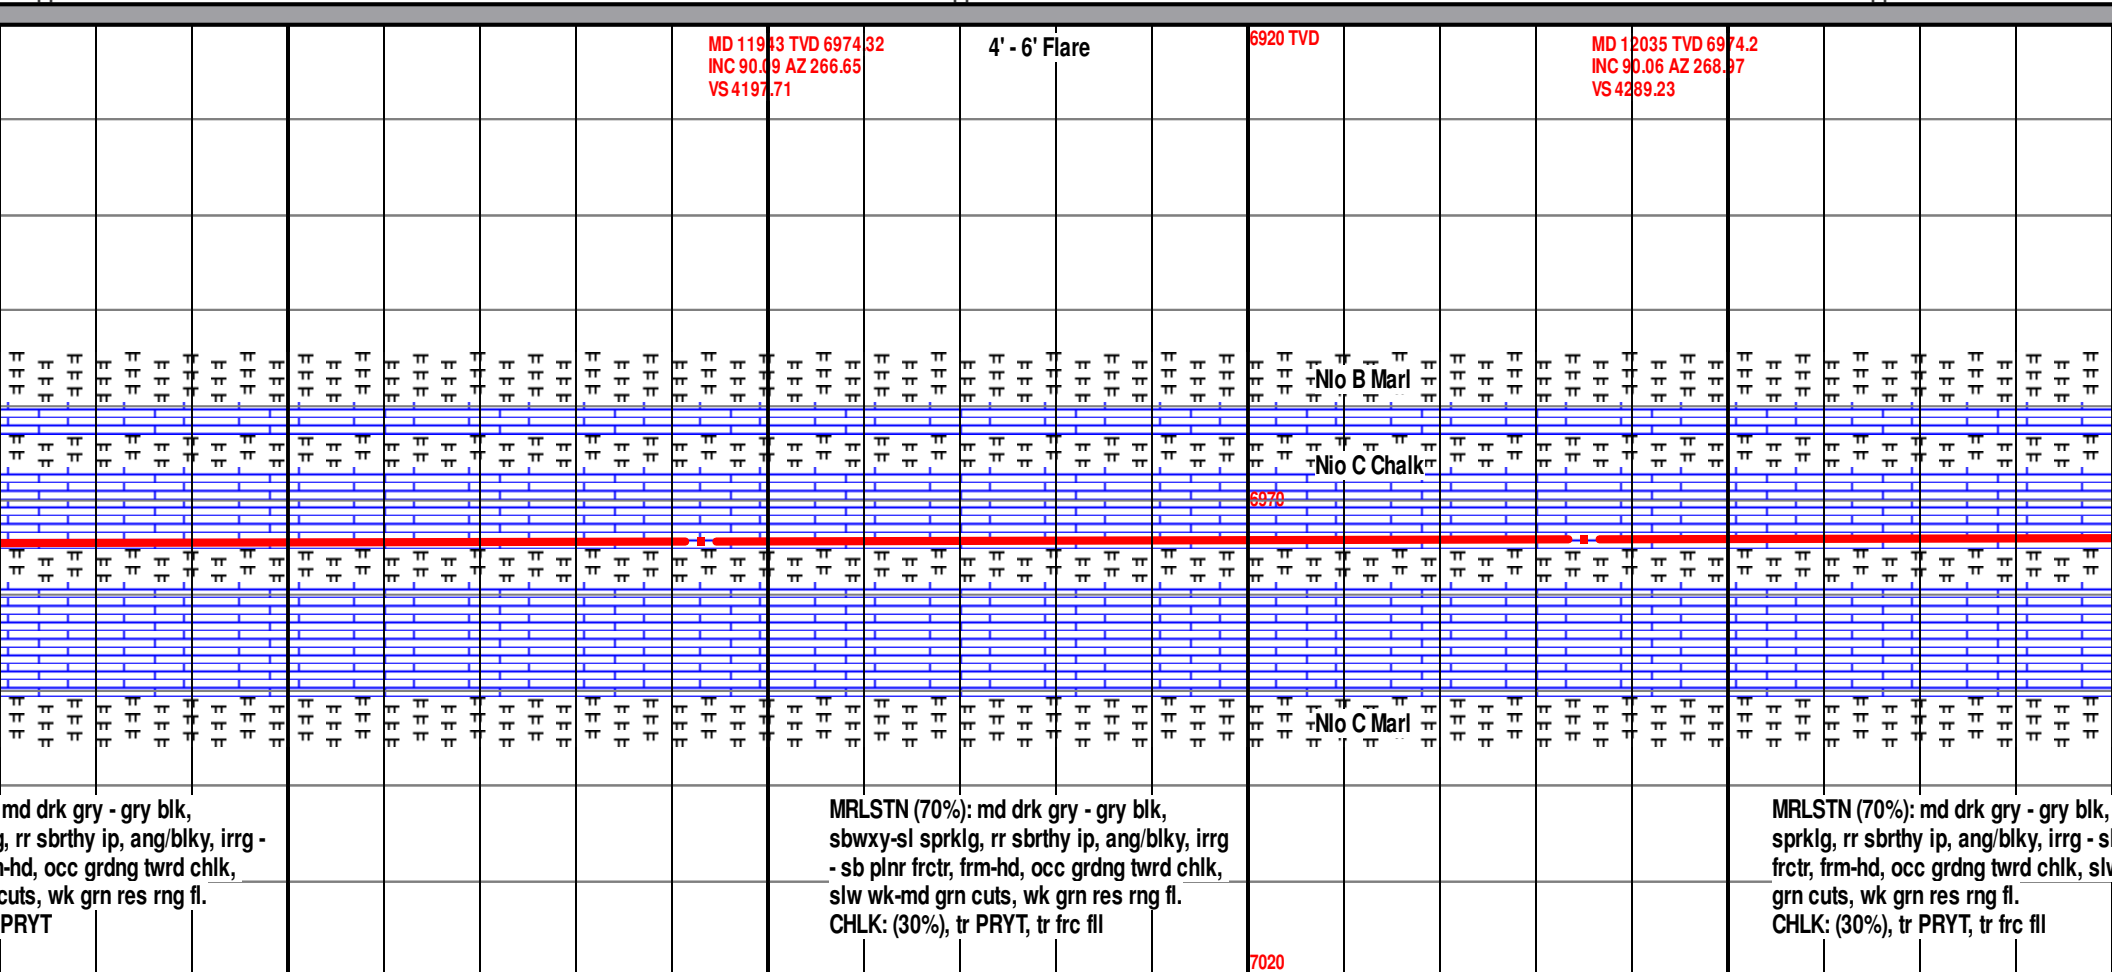 MD 11943 TVD 6974.32
INC 90.09 AZ 266.65
VS 4197.71
4' - 6' Flare
6920 TVD
MD 12035 TVD 6974.2
INC 90.06 AZ 268.97
VS 4289.23
Nio B Marl
Nio C Chalk
6970
Nio C Marl
md drk gry - gry blk,
g, rr sbrthy ip, ang/blky, irrg -
-hd, occ grdng twrd chlk,
cuts, wk grn res rng fl.
PRYT
MRLSTN (70%): md drk gry - gry blk,
sbwxy-sl sprklg, rr sbrthy ip, ang/blky, irrg
- sb plnr frctr, frm-hd, occ grdng twrd chlk,
slw wk-md grn cuts, wk grn res rng fl.
CHLK: (30%), tr PRYT, tr frc fll
MRLSTN (70%): md drk gry - gry blk,
sprklg, rr sbrthy ip, ang/blky, irrg - s
frctr, frm-hd, occ grdng twrd chlk, slw
grn cuts, wk grn res rng fl.
CHLK: (30%), tr PRYT, tr frc fll
7020